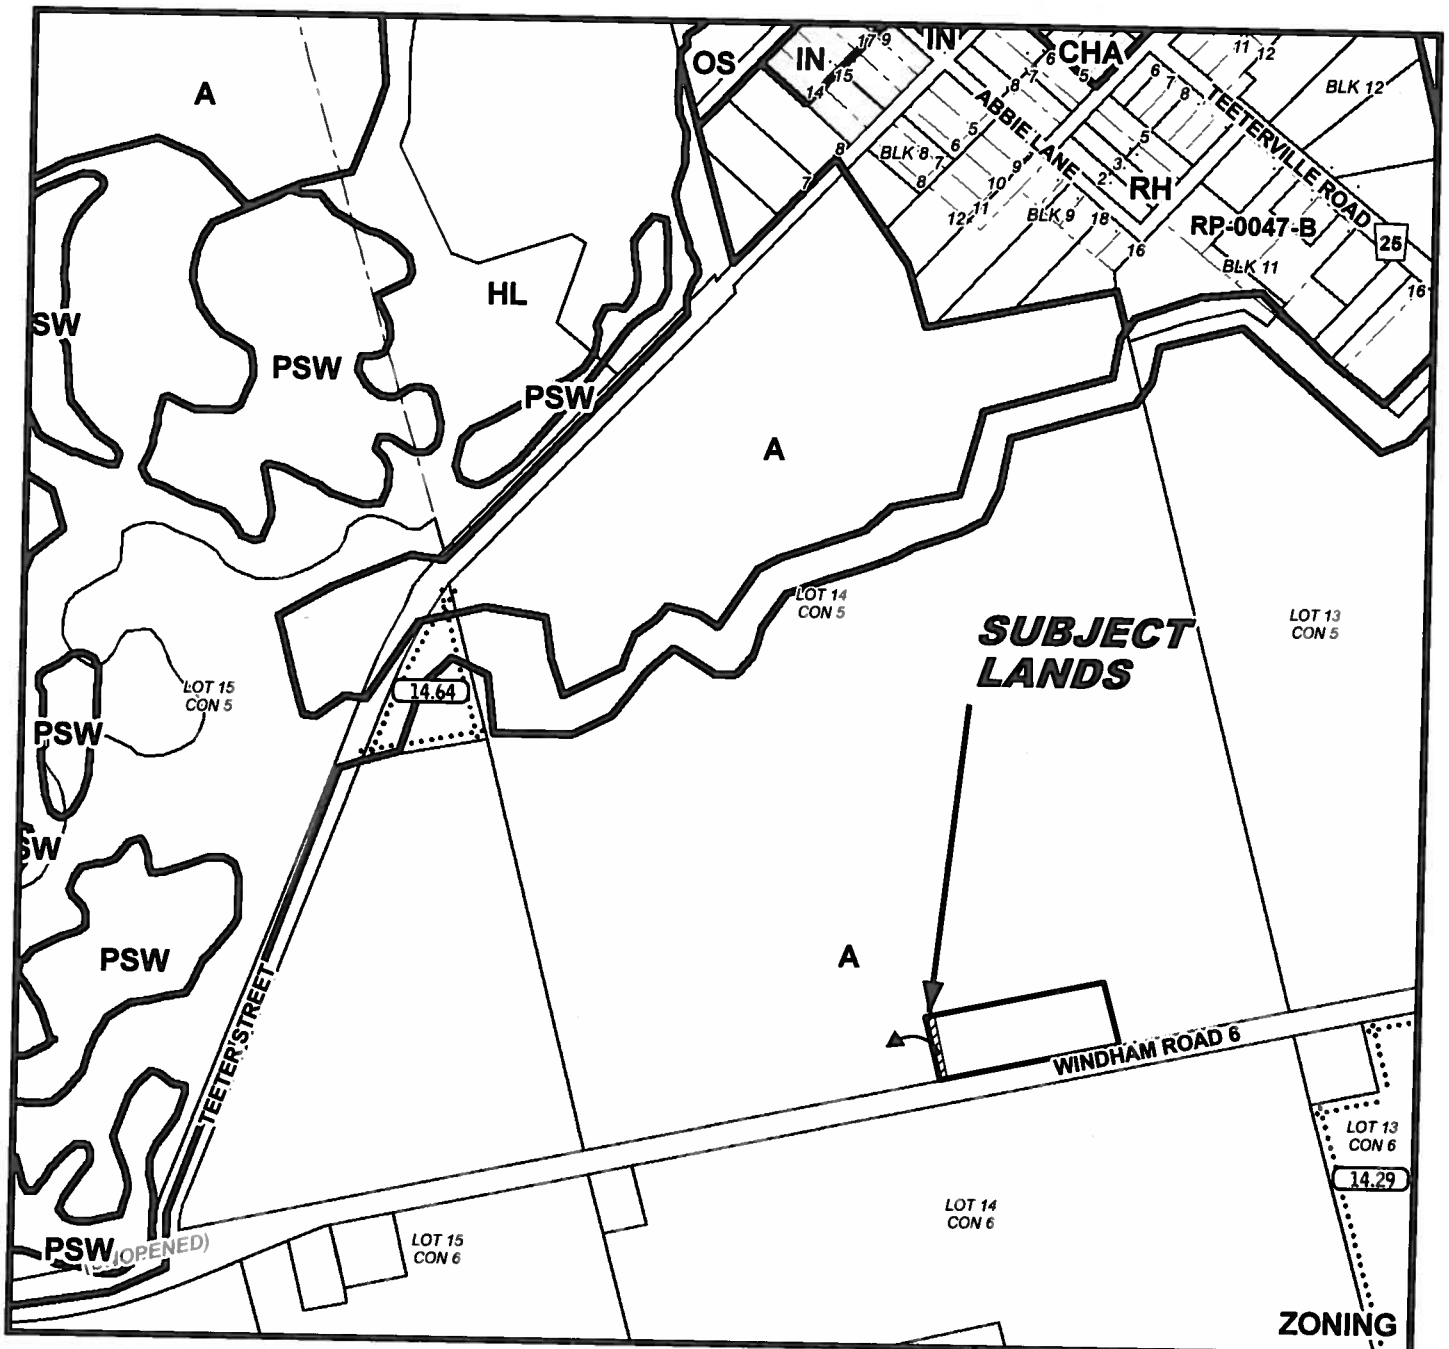 A
OS
IN
17
9
15
14
IN
6
5
CHA
11
12
BLK 12
8
7
6
7
8
ABBIE LANE
TEETERVILLE ROAD
5
6
BLK 8
7
8
8
7
5
3
2
9
10
11
12
BLK 9
18
16
RH
RP-0047-B
25
BLK 11
16
SW
HL
PSW
PSW
A
LOT 14
CON 5
LOT 13
CON 5
SUBJECT
LANDS
LOT 15
CON 5
14.64
PSW
SW
PSW
A
TEETER STREET
WINDHAM ROAD 6
LOT 13
CON 6
14.29
LOT 14
CON 6
LOT 15
CON 6
PSW
ZONING